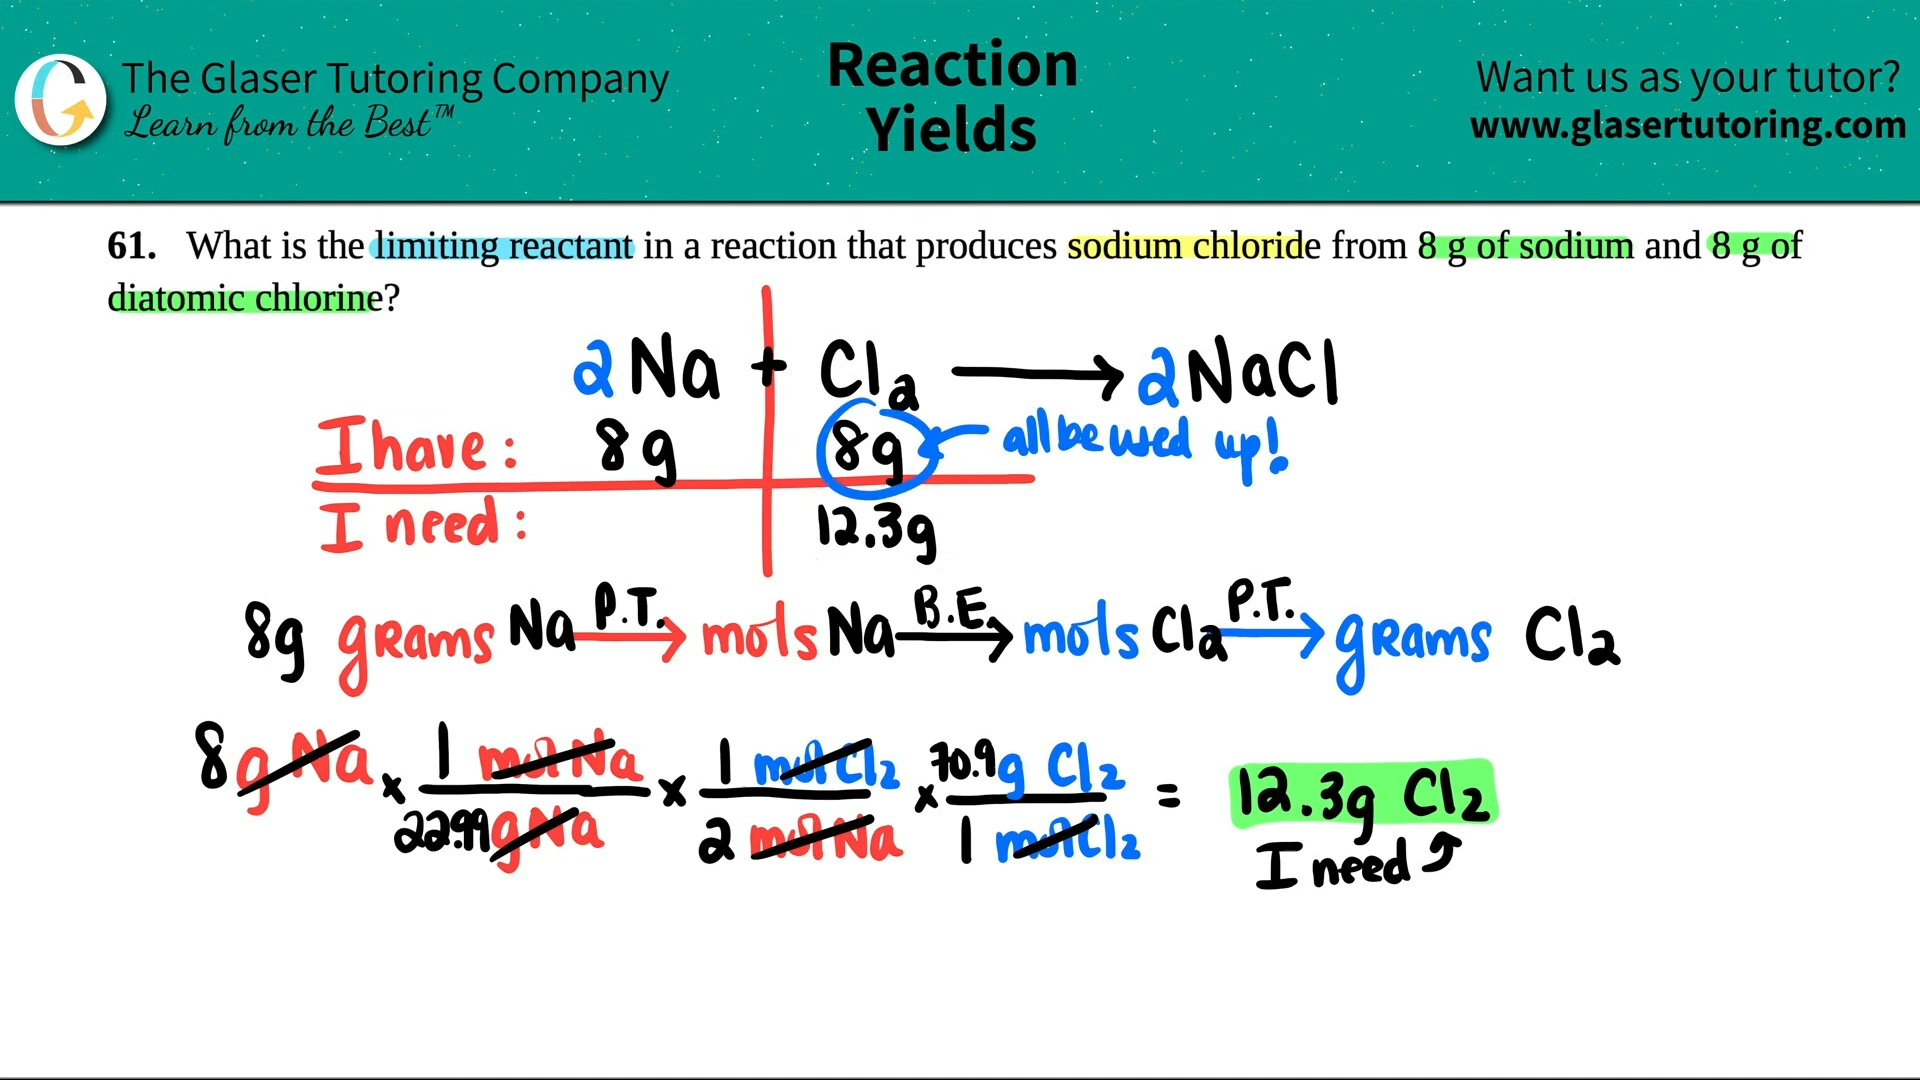 The Glaser Tutoring Company
Learn from the Best™
Reaction
Yields
Want us as your tutor?
www.glasertutoring.com
61. What is the limiting reactant in a reaction that produces sodium chloride from 8 g of sodium and 8 g of
diatomic chlorine?
2Na + Cl₂ → 2NaCl
I have: 8g 8g ← all be used up!
I need: 12.3g
8g grams Na P.T. → mols Na B.E. → mols Cl₂ P.T. → grams Cl₂
8 g Na × 1 mol Na / 22.99 g Na × 1 mol Cl₂ / 2 mol Na × 70.9 g Cl₂ / 1 mol Cl₂ = 12.3g Cl₂
I need